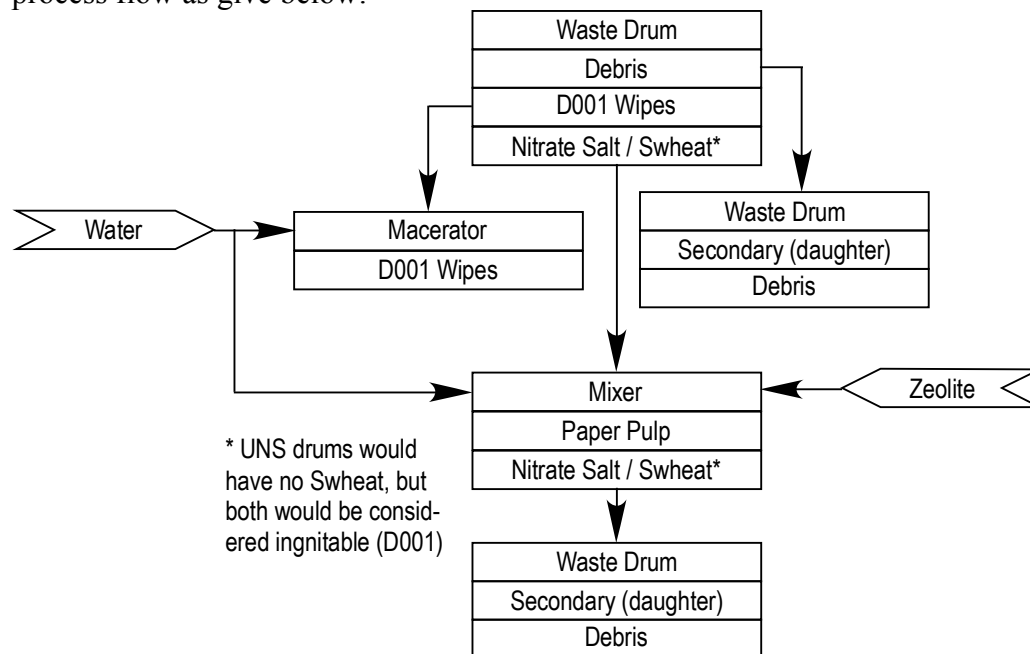 process flow as give below:
Waste Drum
Debris
D001 Wipes
Nitrate Salt / Swheat*
Water
Macerator
D001 Wipes
Waste Drum
Secondary (daughter)
Debris
Mixer
Paper Pulp
Nitrate Salt / Swheat*
Zeolite
* UNS drums would
have no Swheat, but
both would be consid-
ered ingnitable (D001)
Waste Drum
Secondary (daughter)
Debris